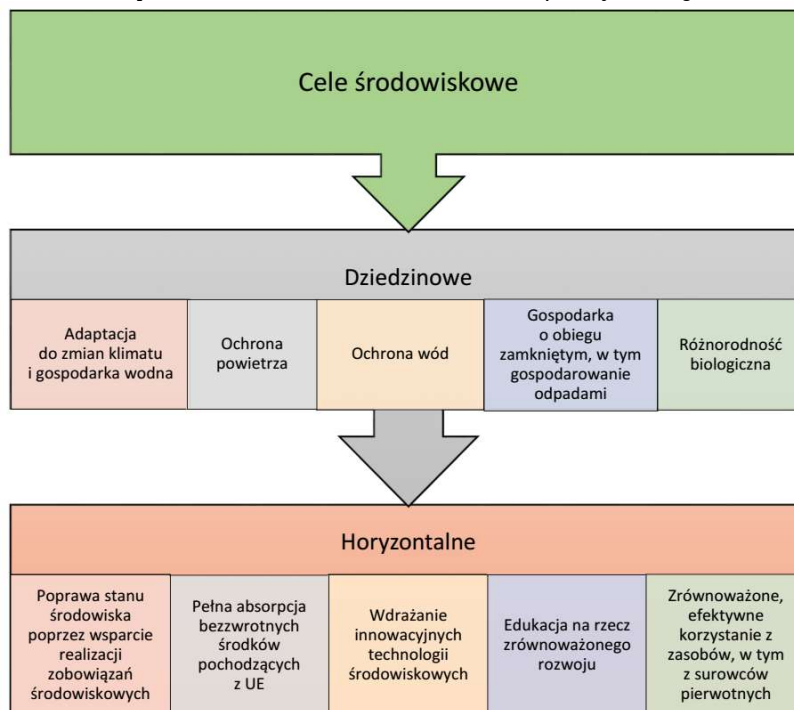 Cele środowiskowe
Dziedzinowe
Adaptacja
do zmian klimatu
i gospodarka wodna
Ochrona
powietrza
Ochrona wód
Gospodarka
o obiegu
zamkniętym, w tym
gospodarowanie
odpadami
Różnorodność
biologiczna
Horyzontalne
Poprawa stanu
środowiska
poprzez wsparcie
realizacji
zobowiązań
środowiskowych
Pełna absorpcja
bezzwrotnych
środków
pochodzących
z UE
Wdrażanie
innowacyjnych
technologii
środowiskowych
Edukacja na rzecz
zrównoważonego
rozwoju
Zrównoważone,
efektywne
korzystanie z
zasobów, w tym
z surowców
pierwotnych